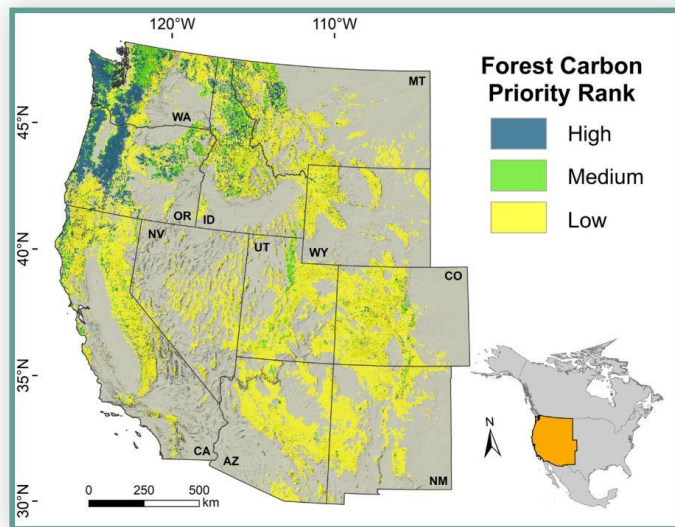 120°W
110°W
45°N
40°N
35°N
30°N
WA
MT
OR
ID
WY
NV
UT
CO
CA
AZ
NM
Forest Carbon
Priority Rank
High
Medium
Low
N
0 250 500
km